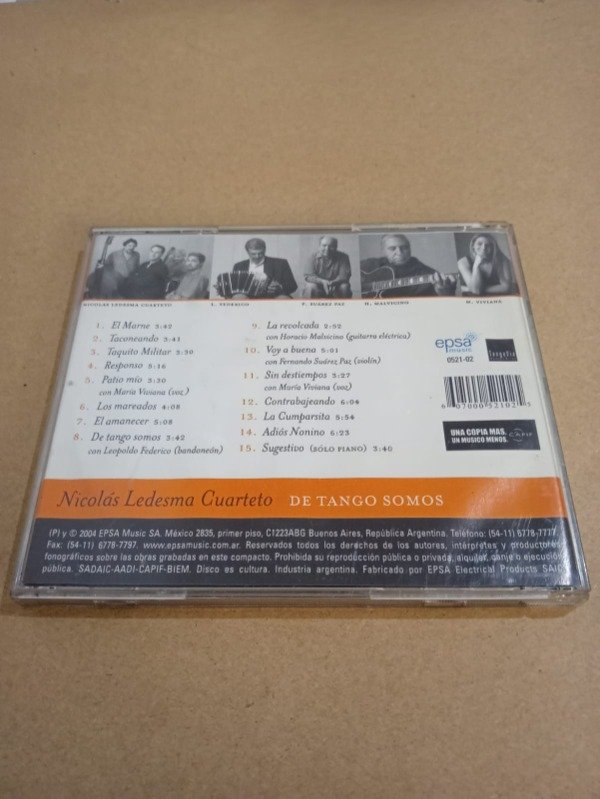 NICOLÁS LEDESMA CUARTETO
L. FEDERICO
F. SUÁREZ PAZ
H. MALVICINO
M. VIVIANA
1. El Marne 3:42
2. Taconeando 3:41
3. Taquito Militar 3:30
4. Responso 5:16
5. Patio mío 3:30
con María Viviana (voz)
6. Los mareados 4:08
7. El amanecer 5:08
8. De tango somos 3:42
con Leopoldo Federico (bandoneón)
9. La revolcada 2:52
con Horacio Malvicino (guitarra eléctrica)
10. Voy a buena 5:01
con Fernando Suárez Paz (violín)
11. Sin destiempos 3:27
con María Viviana (voz)
12. Contrabajeando 6:04
13. La Cumparsita 5:54
14. Adiós Nonino 6:23
15. Sugestivo (SÓLO PIANO) 3:40
epsa
music
0521-02
6 07000 52102 5
UNA COPIA MAS,
UN MUSICO MENOS.
CAPIF
Nicolás Ledesma Cuarteto DE TANGO SOMOS
(P) y © 2004 EPSA Music SA. México 2835, primer piso, C1223ABG Buenos Aires, República Argentina. Teléfono: (54-11) 6778-7777
Fax: (54-11) 6778-7797. www.epsamusic.com.ar. Reservados todos los derechos de los autores, intérpretes y productores
fonográficos sobre las obras grabadas en este compacto. Prohibida su reproducción pública o privada, alquiler, canje o ejecución
pública. SADAIC-AADI-CAPIF-BIEM. Disco es cultura. Industria argentina. Fabricado por EPSA Electrical Products SAIC